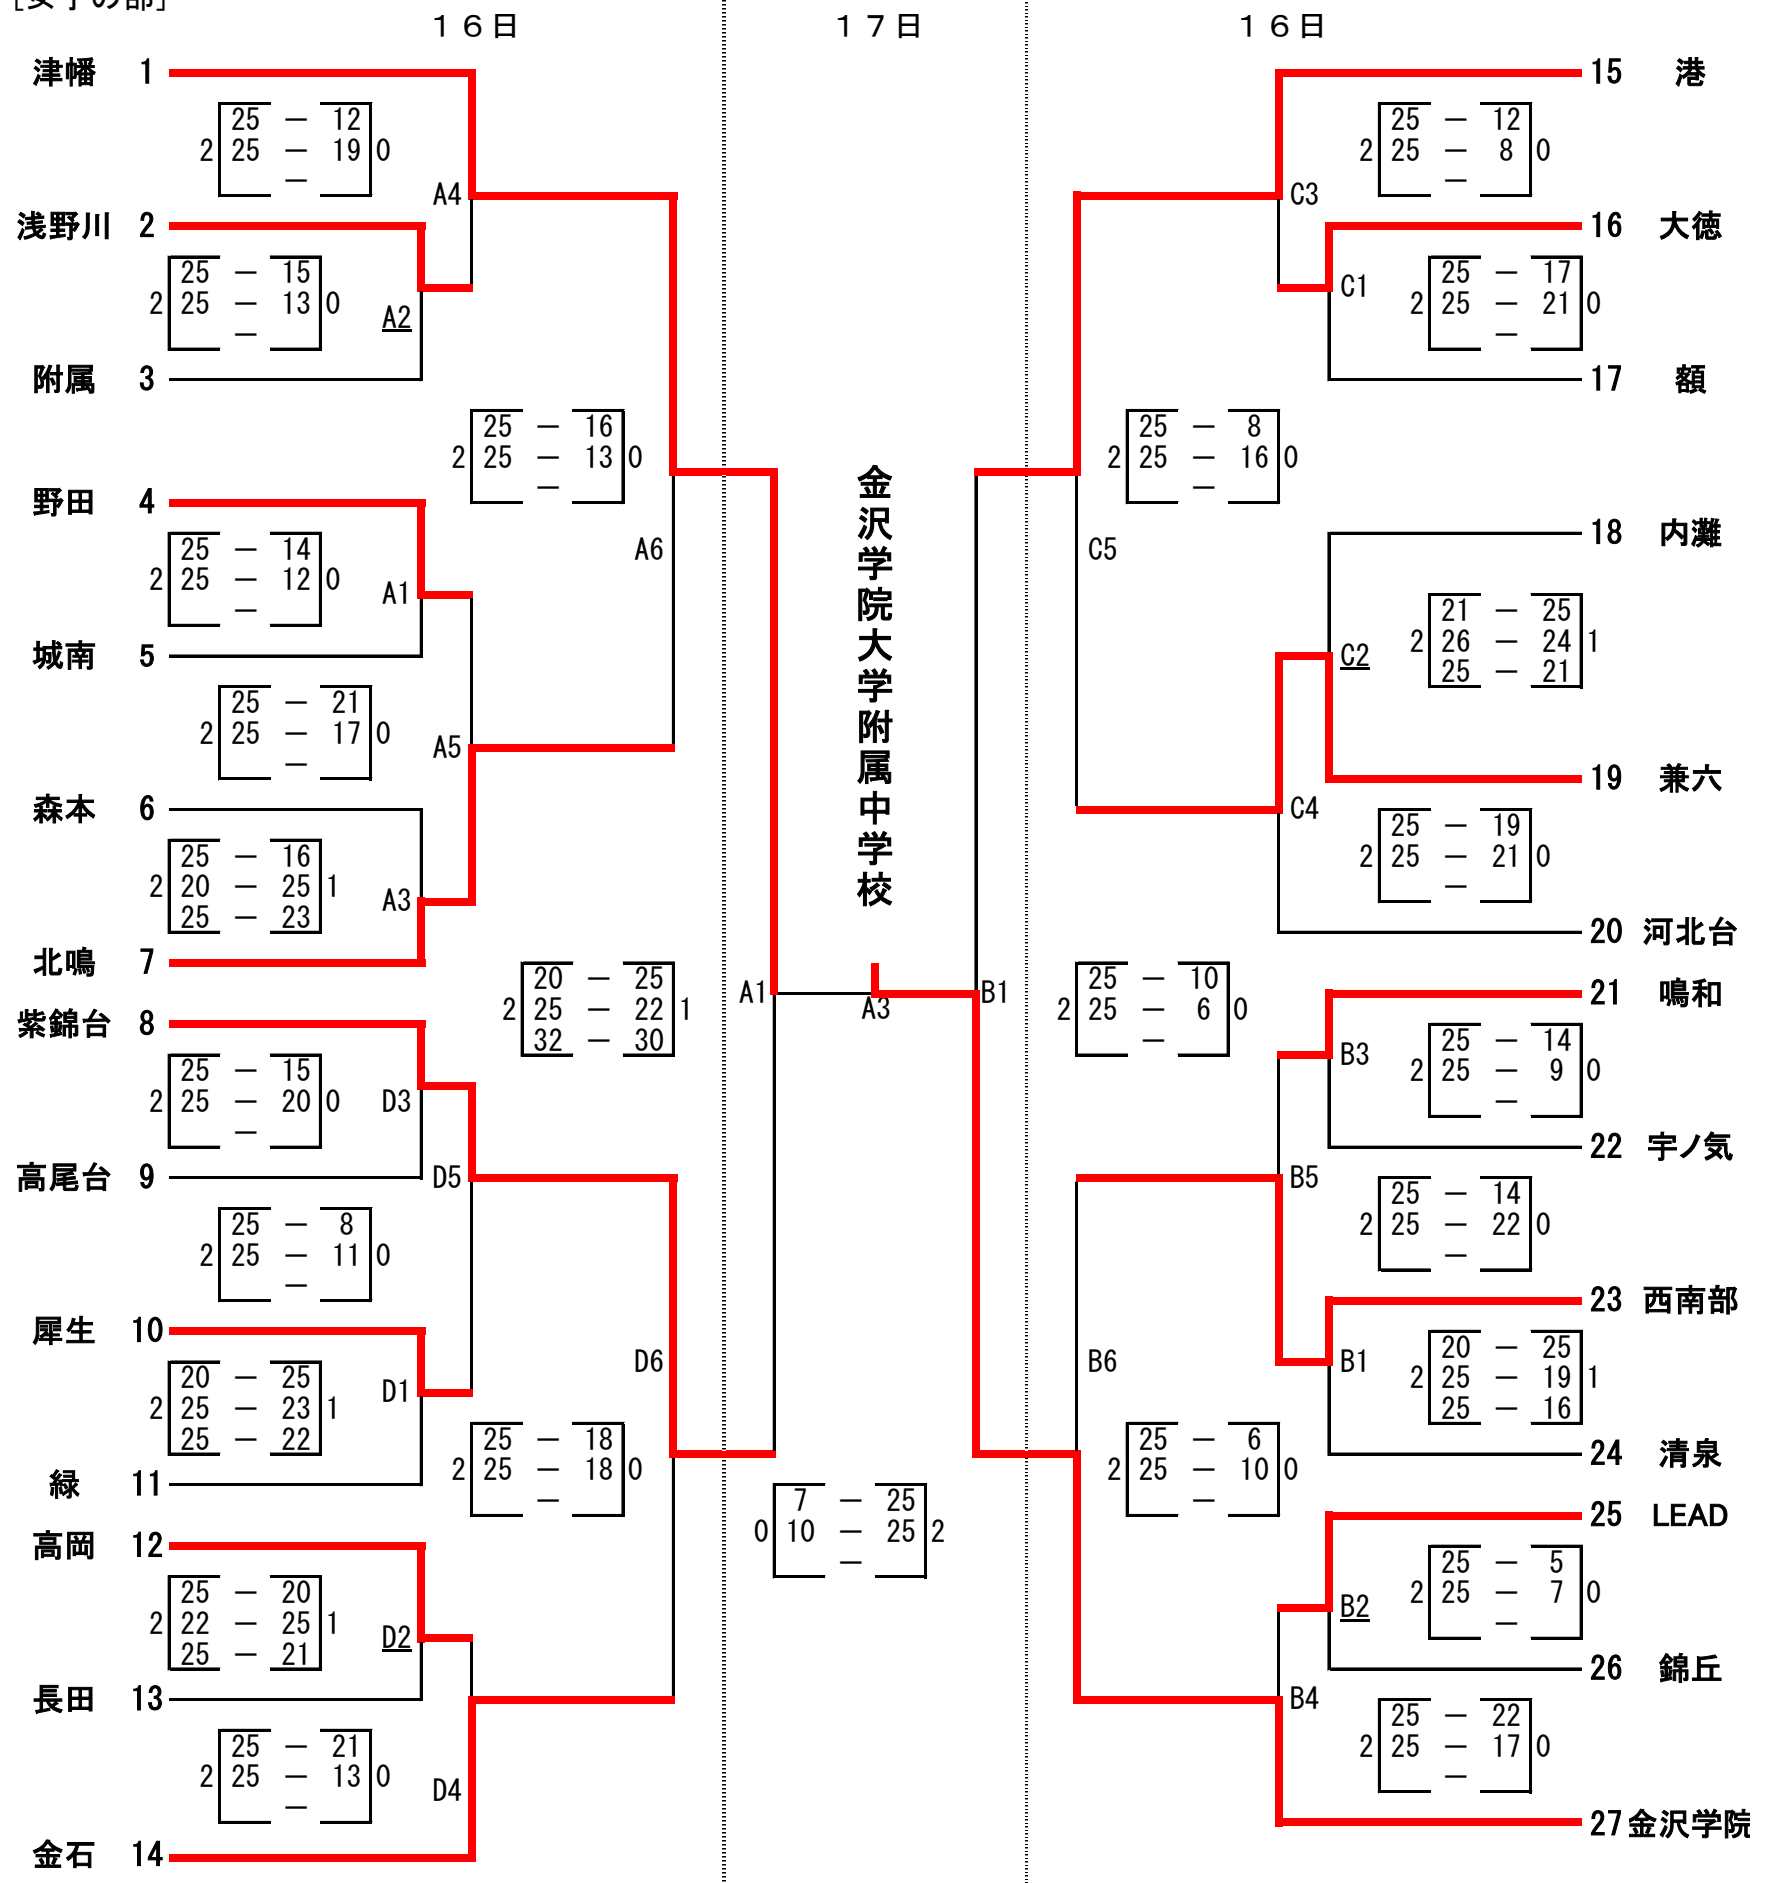 ［女子の部］
１６日　１７日　１６日
津幡 1
25 － 12
2 25 － 19 0
－
A4
浅野川 2
25 － 15
2 25 － 13 0
－
A2
附属 3
25 － 16
2 25 － 13 0
－
野田 4
25 － 14
2 25 － 12 0
－
A1
A6
城南 5
25 － 21
2 25 － 17 0
－
A5
森本 6
25 － 16
2 20 － 25 1
25 － 23
A3
北鳴 7
20 － 25
2 25 － 22 1
32 － 30
A1
紫錦台 8
25 － 15
2 25 － 20 0
－
D3
高尾台 9
D5
25 － 8
2 25 － 11 0
－
犀生 10
20 － 25
2 25 － 23 1
25 － 22
D1
D6
緑 11
25 － 18
2 25 － 18 0
－
高岡 12
25 － 20
2 22 － 25 1
25 － 21
D2
長田 13
25 － 21
2 25 － 13 0
－
D4
金石 14
金沢学院大学附属中学校
A3
7 － 25
0 10 － 25 2
－
15 港
25 － 12
2 25 － 8 0
－
C3
16 大徳
25 － 17
2 25 － 21 0
－
C1
17 額
25 － 8
2 25 － 16 0
－
C5
18 内灘
21 － 25
2 26 － 24 1
25 － 21
C2
19 兼六
C4
25 － 19
2 25 － 21 0
－
20 河北台
25 － 10
2 25 － 6 0
－
B1
21 鳴和
25 － 14
2 25 － 9 0
－
B3
22 宇ノ気
B5
25 － 14
2 25 － 22 0
－
23 西南部
20 － 25
2 25 － 19 1
25 － 16
B1
B6
24 清泉
25 － 6
2 25 － 10 0
－
25 LEAD
25 － 5
2 25 － 7 0
－
B2
26 錦丘
B4
25 － 22
2 25 － 17 0
－
27 金沢学院